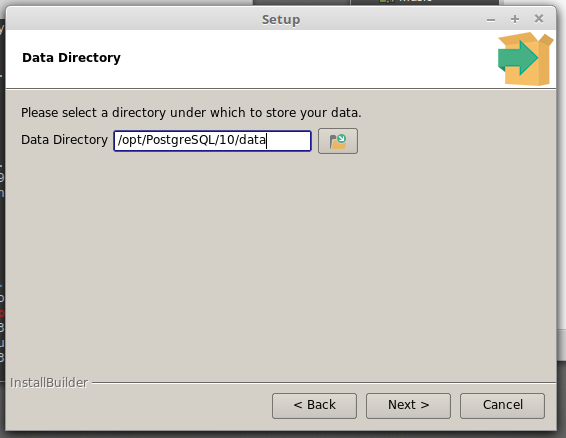 Music
Setup
Data Directory
Please select a directory under which to store your data.
Data Directory /opt/PostgreSQL/10/data
InstallBuilder
< Back Next > Cancel